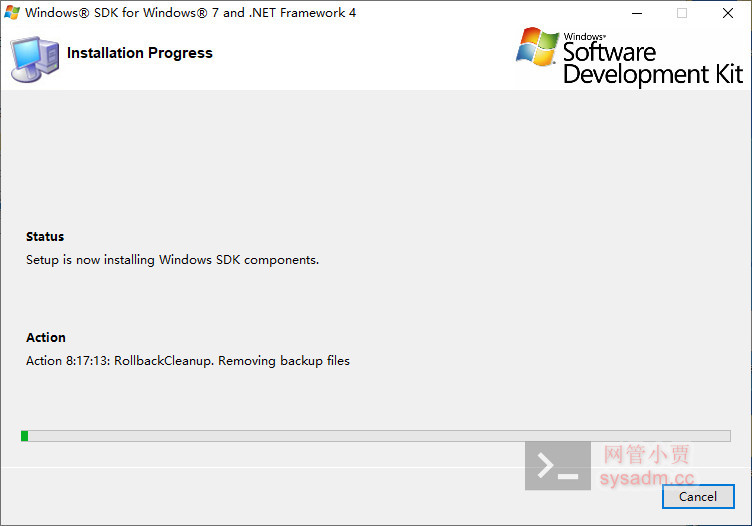 Windows® SDK for Windows® 7 and .NET Framework 4
Installation Progress
Windows®
Software
Development Kit
Status
Setup is now installing Windows SDK components.
Action
Action 8:17:13: RollbackCleanup. Removing backup files
网管小贾
sysadm.cc
Cancel